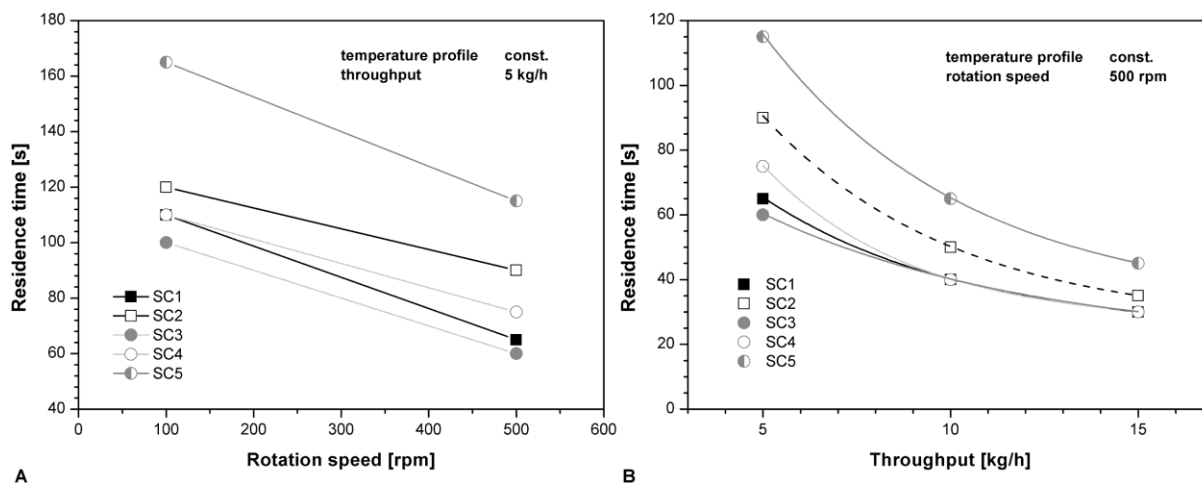 180
160
140
120
100
80
60
40
0 100 200 300 400 500 600
Residence time [s]
Rotation speed [rpm]
temperature profile const.
throughput 5 kg/h
SC1
SC2
SC3
SC4
SC5
A
120
100
80
60
40
20
0
5 10 15
Residence time [s]
Throughput [kg/h]
temperature profile const.
rotation speed 500 rpm
SC1
SC2
SC3
SC4
SC5
B